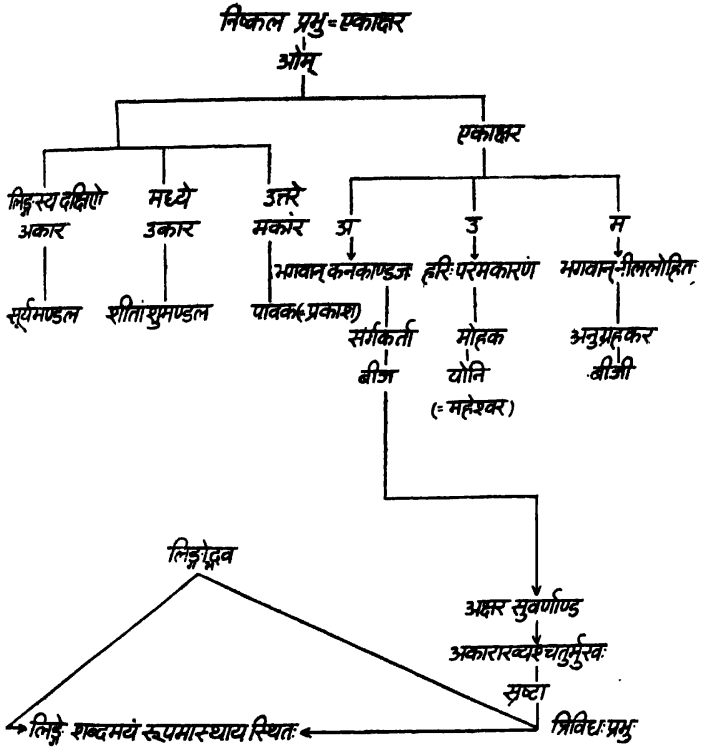 निष्कल प्रभु = एकाक्षर
ओम्
एकाक्षर
लिङ्गस्य दक्षिणे मध्ये उत्तरे
अकार उकार मकार अ उ म
भगवान् कनकाण्डजः हरिः परमकारणं भगवान् नीललोहितः
सूर्यमण्डल शीतांशुमण्डल पावक (= प्रकाश)
सर्गकर्ता मोहक अनुग्रहकर
बीज योनि बीजी
(= महेश्वर)
लिङ्गोद्भव
अक्षर सुवर्णाण्ड
अकाराख्यश्चतुर्मुखः
स्रष्टा
लिङ्गे शब्दमयं रूपमास्थाय स्थितः त्रिविधः प्रभुः